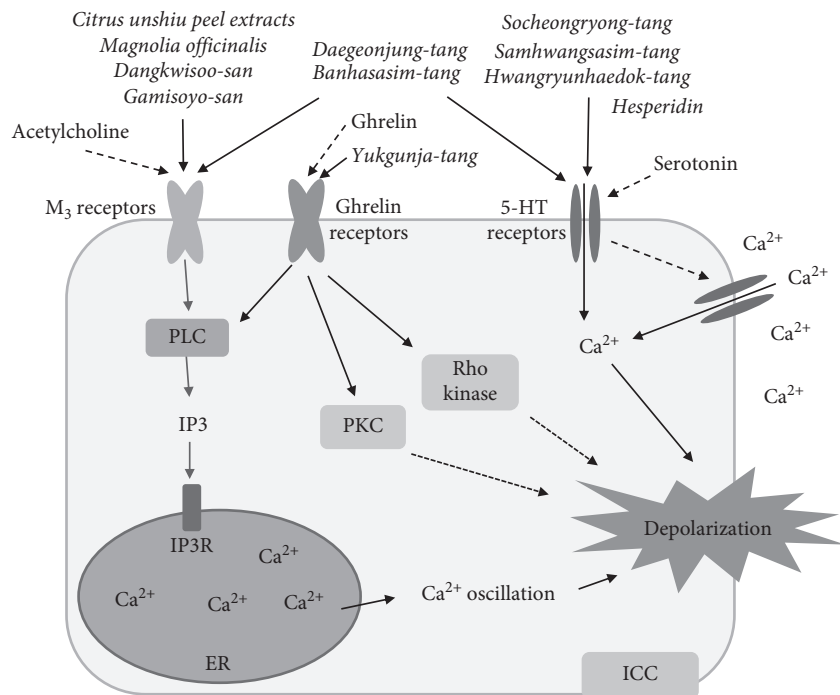 Citrus unshiu peel extracts
Magnolia officinalis
Dangkwisoo-san
Gamisoyo-san
Daegeonjung-tang
Banhasasim-tang
Socheongryong-tang
Samhwangsasim-tang
Hwangryunhaedok-tang
Hesperidin
Acetylcholine
Ghrelin
Yukgunja-tang
Serotonin
M₃ receptors
Ghrelin
receptors
5-HT
receptors
Ca²⁺
Ca²⁺
Ca²⁺
Ca²⁺
PLC
Ca²⁺
Rho
kinase
IP3
PKC
IP3R
Depolarization
Ca²⁺
Ca²⁺
Ca²⁺
Ca²⁺
Ca²⁺ oscillation
ER
ICC